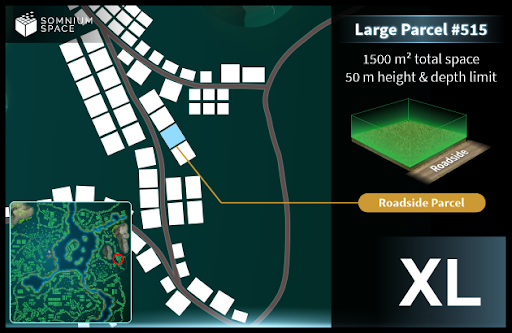 SOMNIUM
SPACE
Large Parcel #515
1500 m² total space
50 m height & depth limit
Roadside
Roadside Parcel
XL